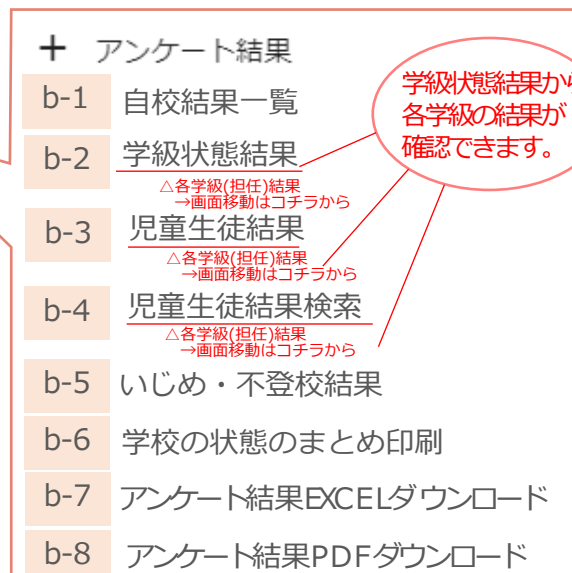 ＋ アンケート結果
b-1 自校結果一覧
b-2 学級状態結果
△各学級(担任)結果
→画面移動はコチラから
b-3 児童生徒結果
△各学級(担任)結果
→画面移動はコチラから
b-4 児童生徒結果検索
△各学級(担任)結果
→画面移動はコチラから
b-5 いじめ・不登校結果
b-6 学校の状態のまとめ印刷
b-7 アンケート結果EXCELダウンロード
b-8 アンケート結果PDFダウンロード
学級状態結果から
各学級の結果が
確認できます。